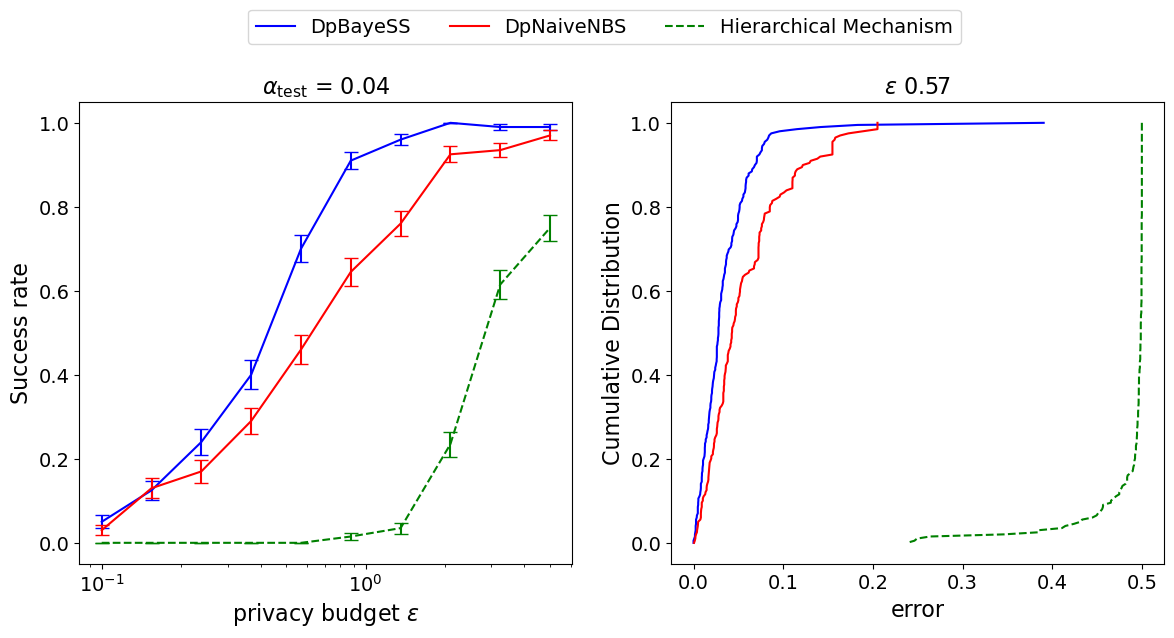 DpBayeSS DpNaiveNBS Hierarchical Mechanism
α_test = 0.04
Success rate
1.0
0.8
0.6
0.4
0.2
0.0
10⁻¹ 10⁰
privacy budget ε
ε 0.57
Cumulative Distribution
1.0
0.8
0.6
0.4
0.2
0.0
0.0 0.1 0.2 0.3 0.4 0.5
error